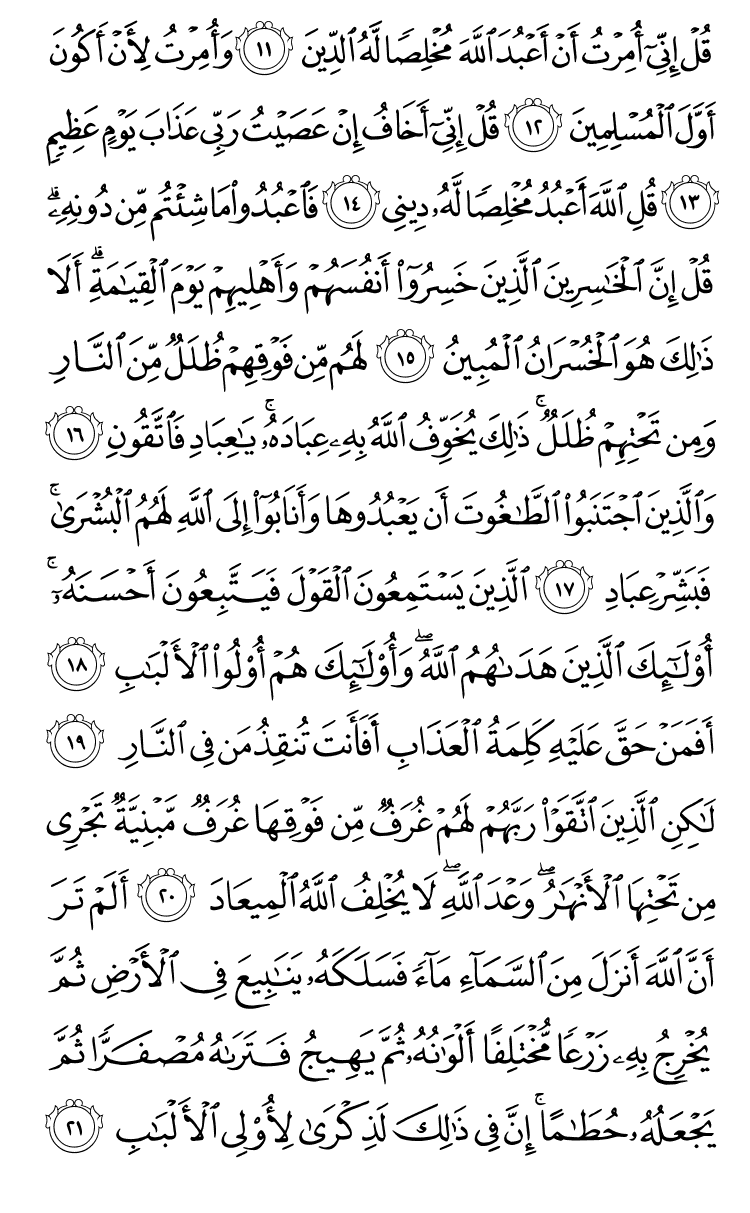 قُلْ إِنِّيٓ أُمِرْتُ أَنْ أَعْبُدَ ٱللَّهَ مُخْلِصًا لَّهُ ٱلدِّينَ ١١ وَأُمِرْتُ لِأَنْ أَكُونَ
أَوَّلَ ٱلْمُسْلِمِينَ ١٢ قُلْ إِنِّيٓ أَخَافُ إِنْ عَصَيْتُ رَبِّي عَذَابَ يَوْمٍ عَظِيمٍ
١٣ قُلِ ٱللَّهَ أَعْبُدُ مُخْلِصًا لَّهُۥ دِينِي ١٤ فَٱعْبُدُوا۟ مَا شِئْتُم مِّن دُونِهِۦۗ
قُلْ إِنَّ ٱلْخَٰسِرِينَ ٱلَّذِينَ خَسِرُوٓا۟ أَنفُسَهُمْ وَأَهْلِيهِمْ يَوْمَ ٱلْقِيَٰمَةِۗ أَلَا
ذَٰلِكَ هُوَ ٱلْخُسْرَانُ ٱلْمُبِينُ ١٥ لَهُم مِّن فَوْقِهِمْ ظُلَلٌ مِّنَ ٱلنَّارِ
وَمِن تَحْتِهِمْ ظُلَلٌۚ ذَٰلِكَ يُخَوِّفُ ٱللَّهُ بِهِۦ عِبَادَهُۥۚ يَٰعِبَادِ فَٱتَّقُونِ ١٦
وَٱلَّذِينَ ٱجْتَنَبُوا۟ ٱلطَّٰغُوتَ أَن يَعْبُدُوهَا وَأَنَابُوٓا۟ إِلَى ٱللَّهِ لَهُمُ ٱلْبُشْرَىٰۚ
فَبَشِّرْ عِبَادِ ١٧ ٱلَّذِينَ يَسْتَمِعُونَ ٱلْقَوْلَ فَيَتَّبِعُونَ أَحْسَنَهُۥٓۚ
أُو۟لَٰٓئِكَ ٱلَّذِينَ هَدَىٰهُمُ ٱللَّهُۖ وَأُو۟لَٰٓئِكَ هُمْ أُو۟لُوا۟ ٱلْأَلْبَٰبِ ١٨
أَفَمَنْ حَقَّ عَلَيْهِ كَلِمَةُ ٱلْعَذَابِ أَفَأَنتَ تُنقِذُ مَن فِي ٱلنَّارِ ١٩
لَٰكِنِ ٱلَّذِينَ ٱتَّقَوْا۟ رَبَّهُمْ لَهُمْ غُرَفٌ مِّن فَوْقِهَا غُرَفٌ مَّبْنِيَّةٌ تَجْرِي
مِن تَحْتِهَا ٱلْأَنْهَٰرُۖ وَعْدَ ٱللَّهِۖ لَا يُخْلِفُ ٱللَّهُ ٱلْمِيعَادَ ٢٠ أَلَمْ تَرَ
أَنَّ ٱللَّهَ أَنزَلَ مِنَ ٱلسَّمَآءِ مَآءً فَسَلَكَهُۥ يَنَٰبِيعَ فِي ٱلْأَرْضِ ثُمَّ
يُخْرِجُ بِهِۦ زَرْعًا مُّخْتَلِفًا أَلْوَٰنُهُۥ ثُمَّ يَهِيجُ فَتَرَىٰهُ مُصْفَرًّا ثُمَّ
يَجْعَلُهُۥ حُطَٰمًاۚ إِنَّ فِي ذَٰلِكَ لَذِكْرَىٰ لِأُو۟لِي ٱلْأَلْبَٰبِ ٢١